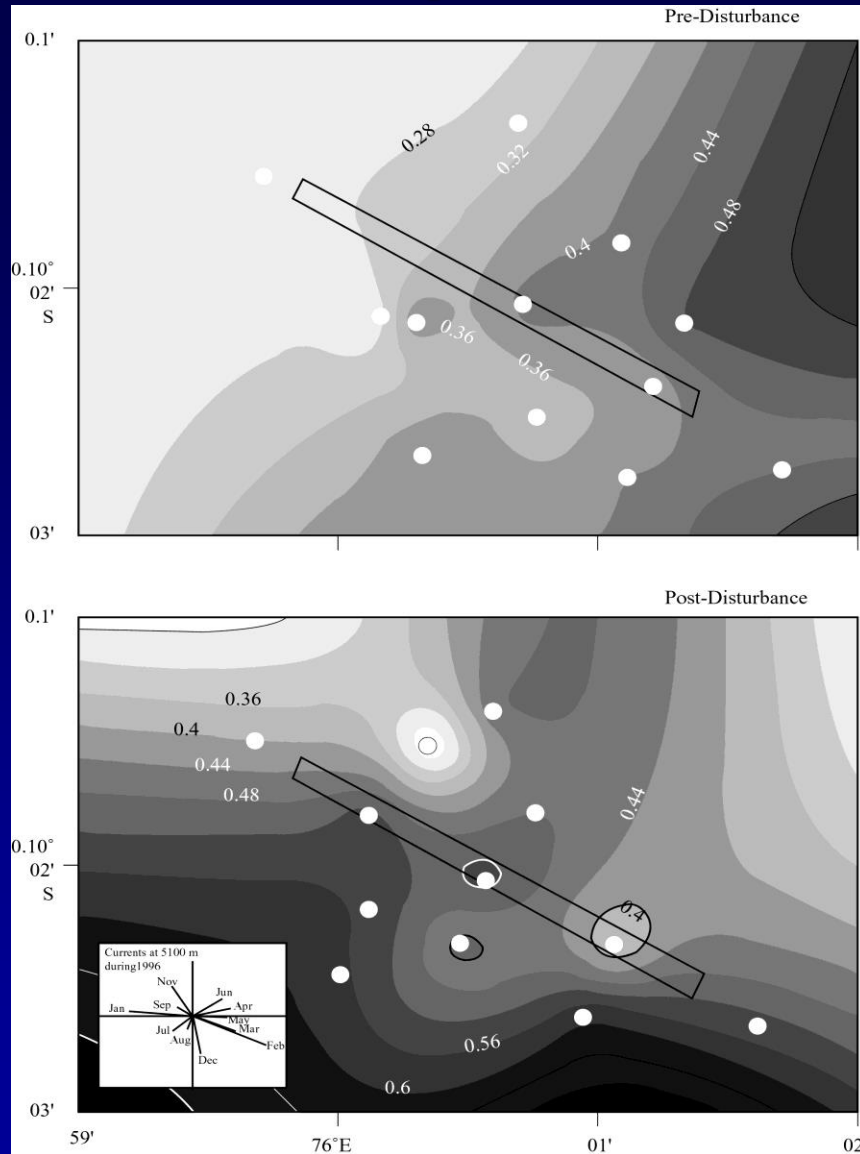 Pre-Disturbance
0.1'
0.28
0.32
0.44
0.48
0.4
0.10°
02'
S
0.36
0.36
03'
Post-Disturbance
0.1'
0.36
0.4
0.44
0.48
0.44
0.10°
02'
S
0.4
Currents at 5100 m
during1996
Nov
Jun
Sep
Apr
Jan
May
Mar
Jul
Aug
Feb
Dec
0.56
0.6
03'
59'
76°E
01'
02